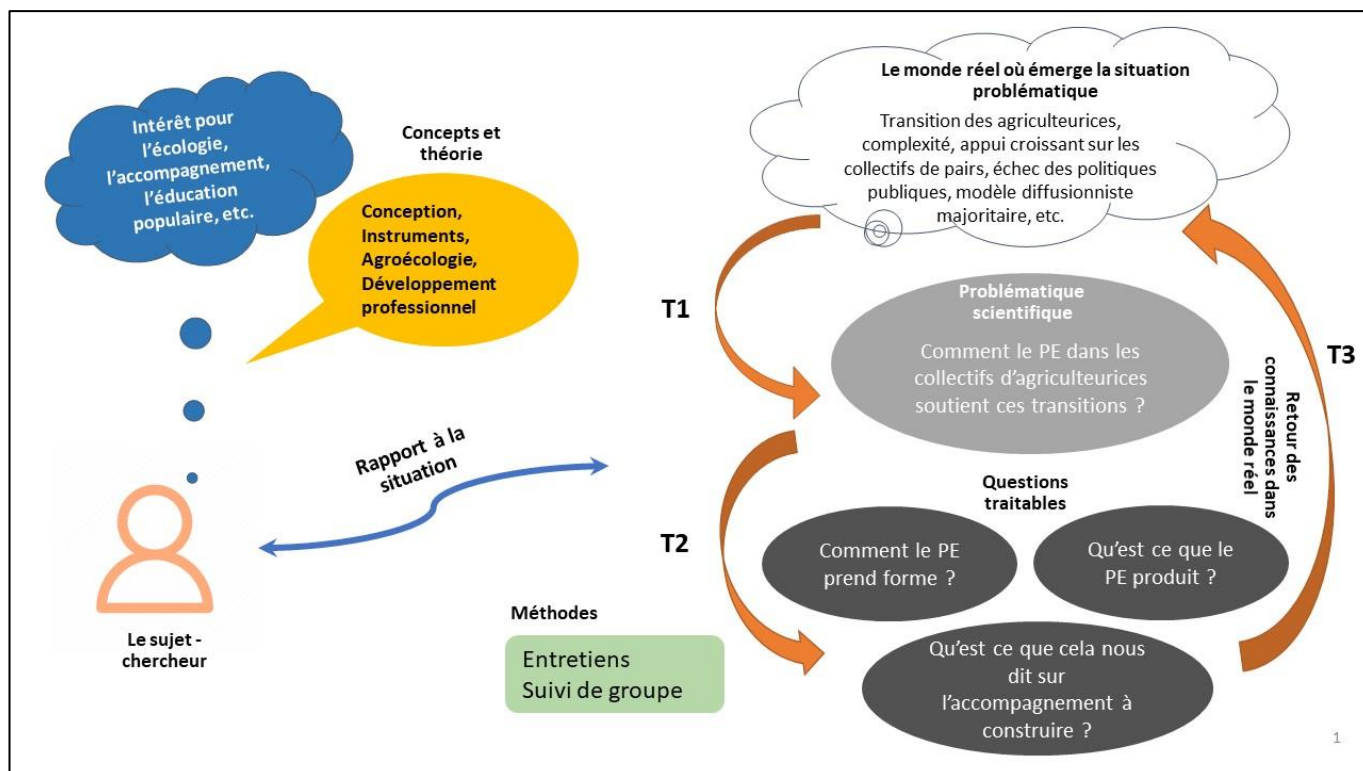 Intérêt pour
l'écologie,
l'accompagnement,
l'éducation
populaire, etc.
Concepts et
théorie
Conception,
Instruments,
Agroécologie,
Développement
professionnel
Le sujet -
chercheur
Rapport à la
situation
Méthodes
Entretiens
Suivi de groupe
Le monde réel où émerge la situation
problématique
Transition des agriculteurices,
complexité, appui croissant sur les
collectifs de pairs, échec des politiques
publiques, modèle diffusionniste
majoritaire, etc.
T1
Problématique
scientifique
Comment le PE dans les
collectifs d'agriculteurices
soutient ces transitions ?
T2
Questions
traitables
Comment le PE
prend forme ?
Qu'est ce que le
PE produit ?
Qu'est ce que cela nous
dit sur
l'accompagnement à
construire ?
T3
Retour des
connaissances dans
le monde réel
1